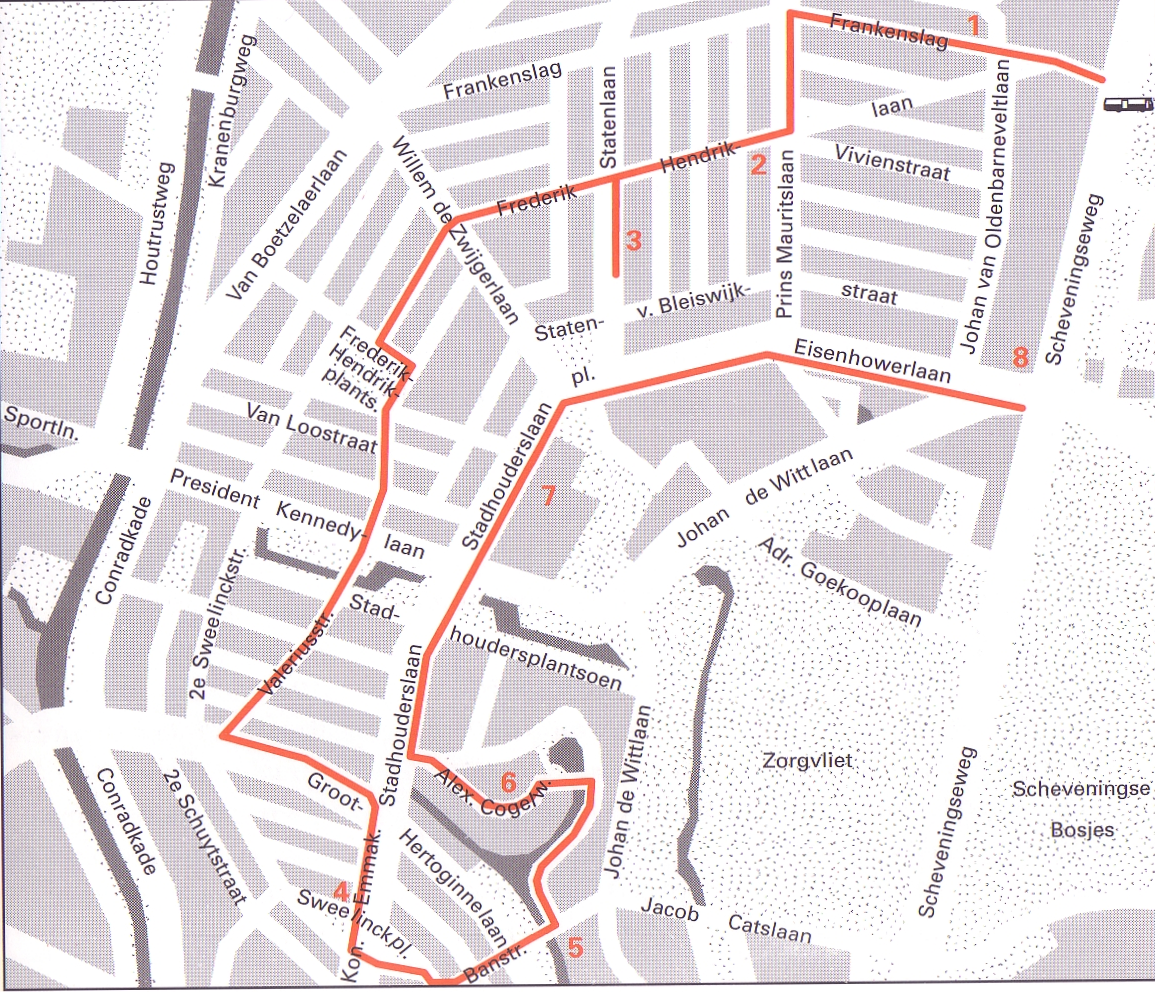 1
Frankenslag
Kranenburgweg
Frankenslag
Statenlaan
laan
Hendrik-
2
Vivienstraat
Willem de
Zwijgerlaan
Frederik
Houtrustweg
Van Boetzelaerlaan
3
Prins Mauritslaan
Johan van Oldenbarneveltlaan
Scheveningseweg
v. Bleiswijk-
straat
Staten-
pl.
Frederik-
Hendrik-
plants.
Eisenhowerlaan
8
Sportln.
Van Loostraat
Stadhouderslaan
7
Johan de Wittlaan
President Kennedy- laan
Conradkade
Adr. Goekooplaan
2e Sweelinckstr.
Stad-
houdersplantsoen
Valeriusstr.
Stadhouderslaan
Johan de Wittlaan
Zorgvliet
Scheveningseweg
Scheveningse
Bosjes
6
Alex. Gogelw.
Groot-
Conradkade
2e Schuytstraat
Hertoginnelaan
4
Kon. Emmak.
Sweelinckpl.
Jacob Catslaan
5
Banstr.